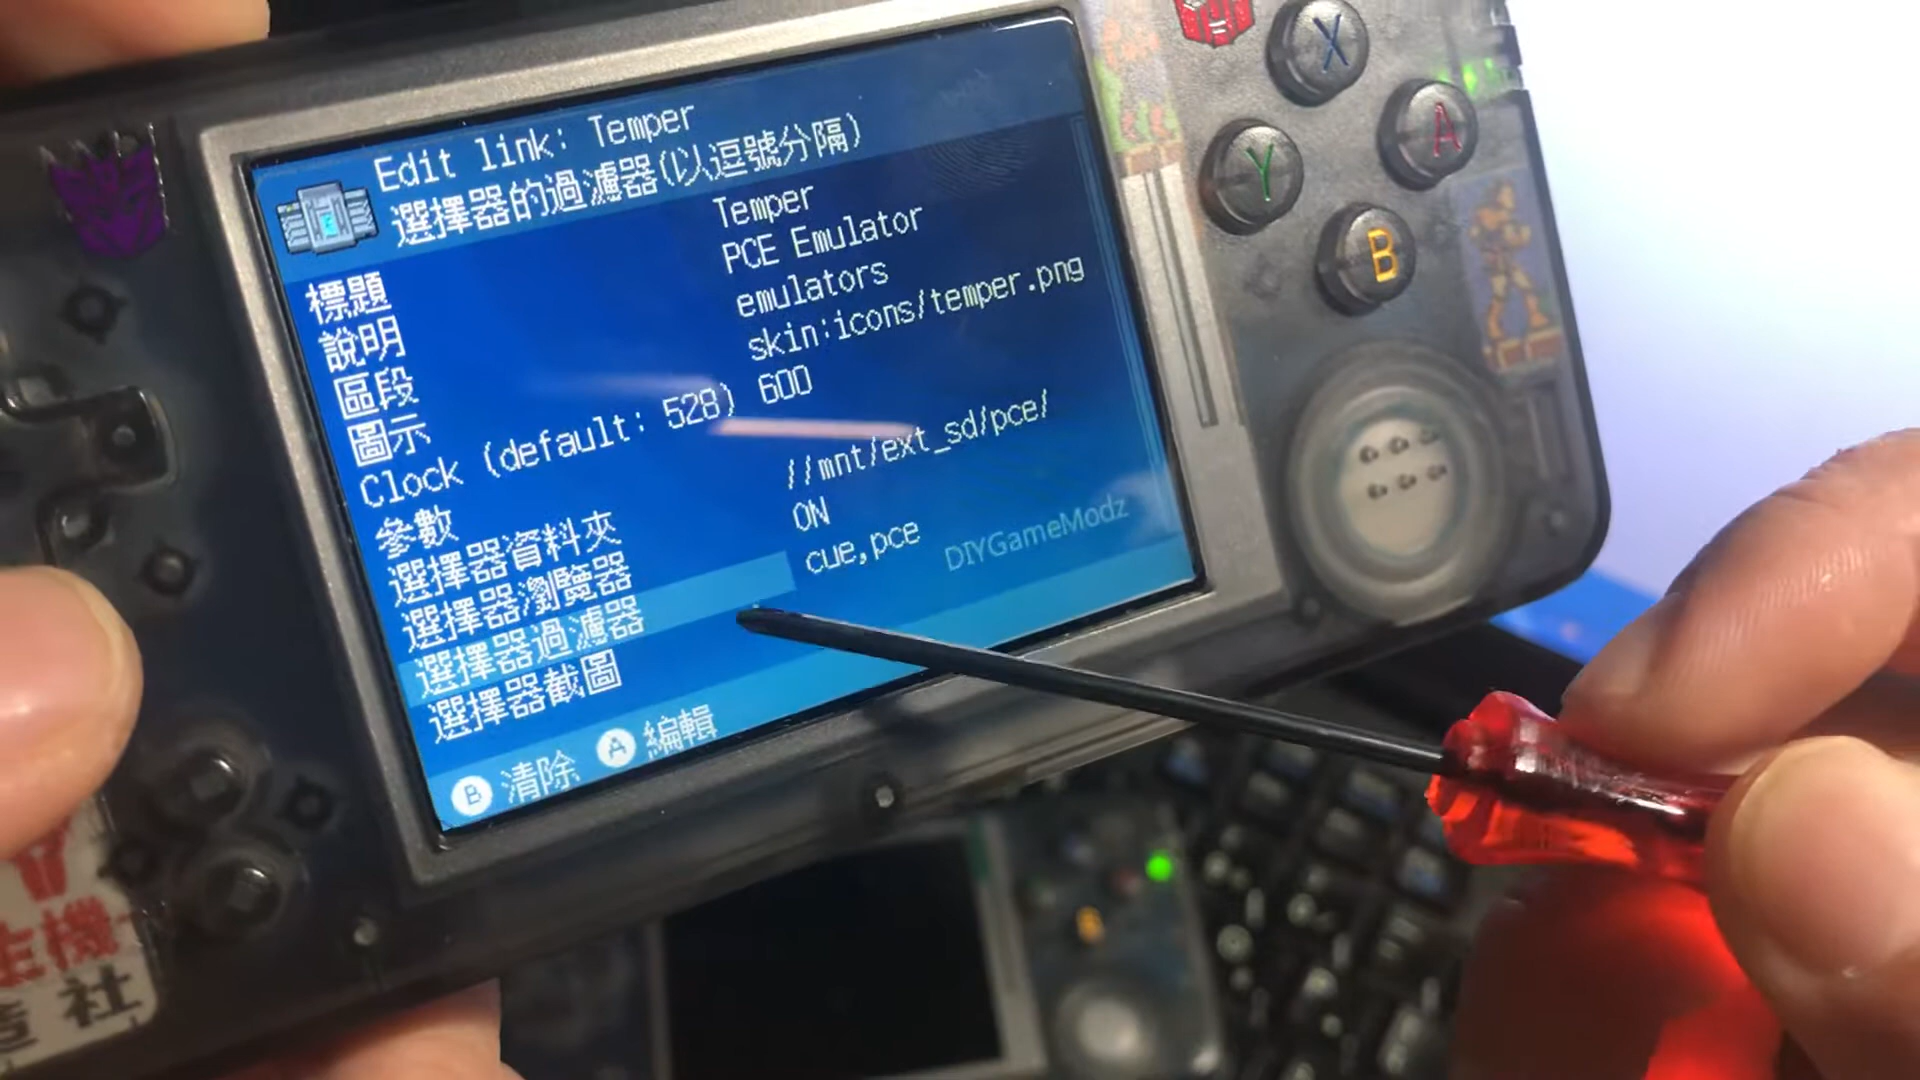 Edit link: Temper
選擇器的過濾器(以逗號分隔)
標題 Temper
說明 PCE Emulator
區段 emulators
圖示 skin:icons/temper.png
Clock (default: 528) 600
參數
選擇器資料夾 //mnt/ext_sd/pce/
選擇器瀏覽器 ON
選擇器過濾器 cue,pce
選擇器截圖
DIYGameModz
B 清除 A 編輯
X
Y
A
B
主機
社